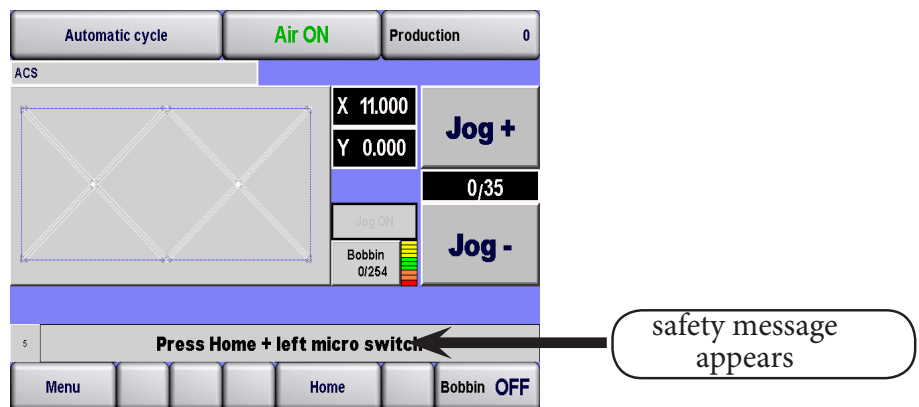 Automatic cycle Air ON Production 0
ACS
X 11.000
Y 0.000
Jog +
0/35
Jog ON
Bobbin
0/254
Jog -
5 Press Home + left micro switch
safety message
appears
Menu Home Bobbin OFF